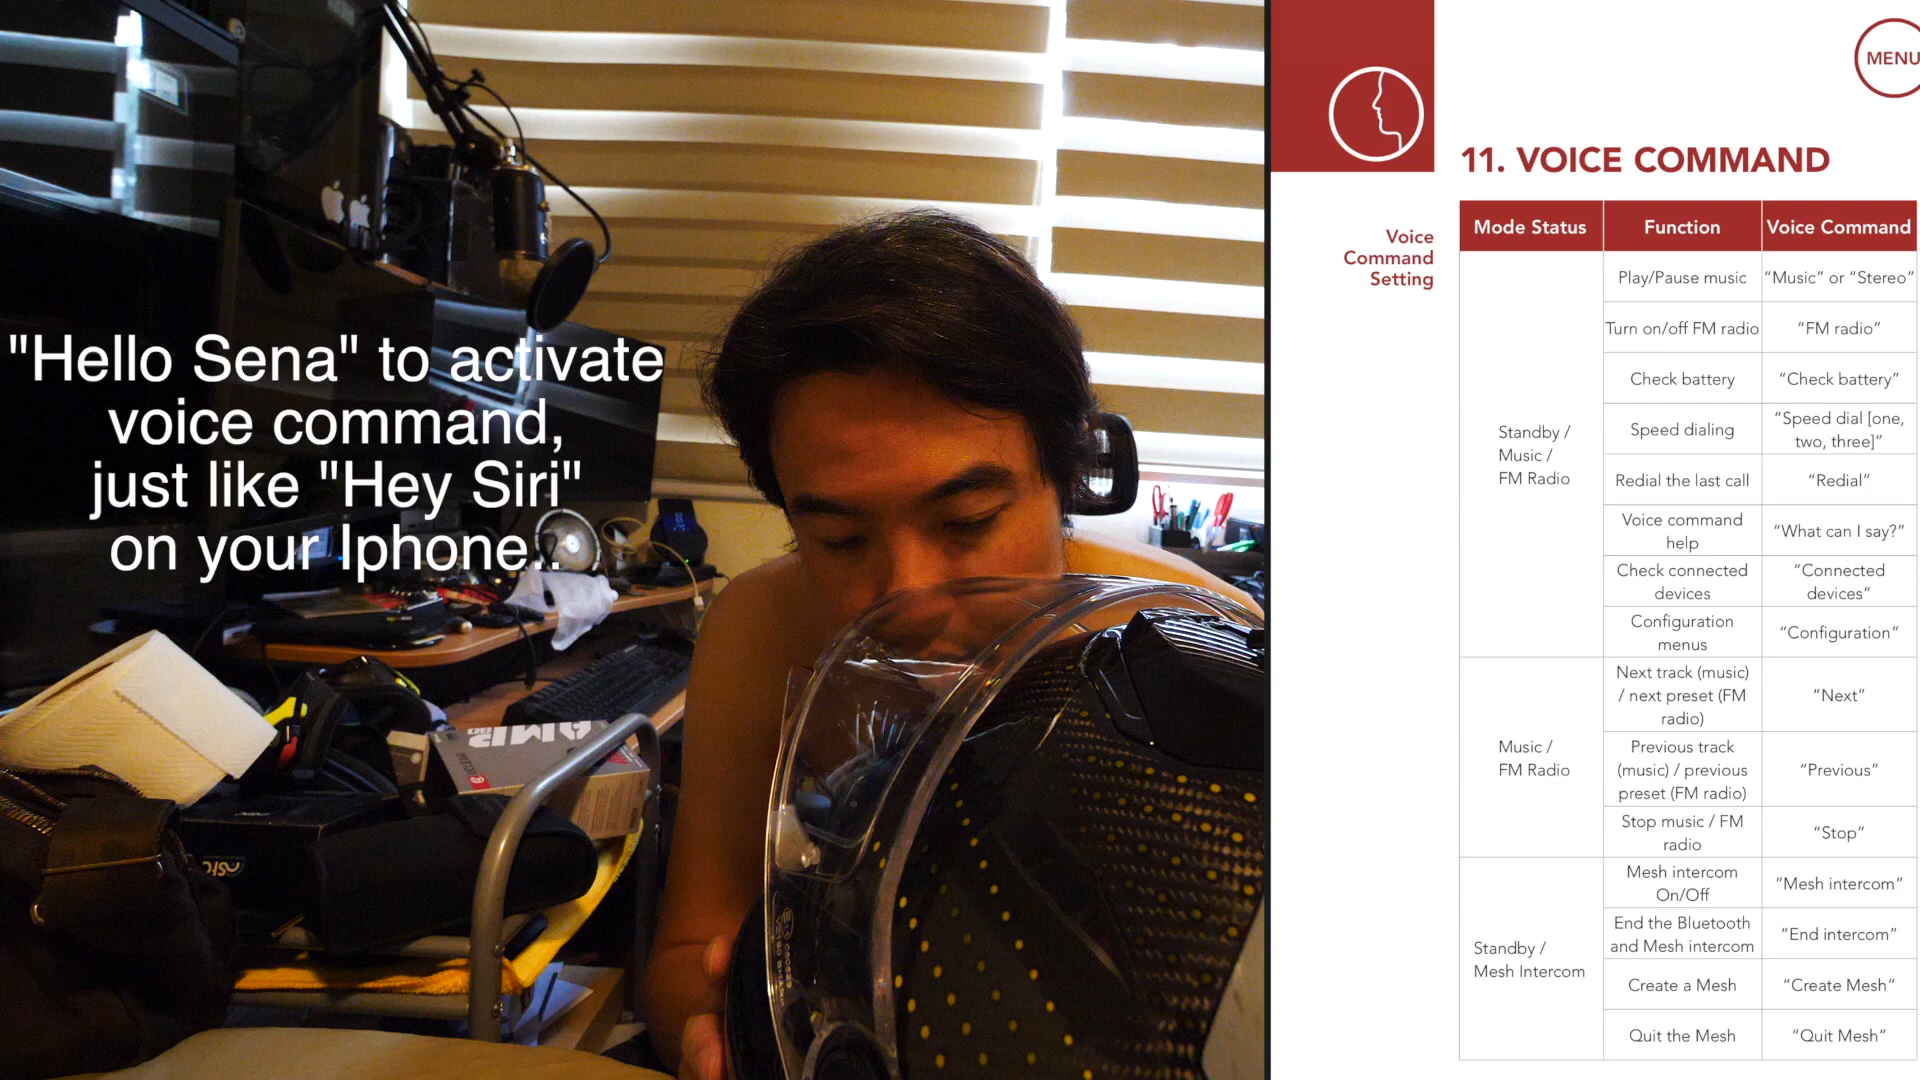 "Hello Sena" to activate
voice command,
just like "Hey Siri"
on your Iphone..
MENU
11. VOICE COMMAND
Voice
Command
Setting
Mode Status
Function
Voice Command
Standby /
Music /
FM Radio
Play/Pause music
“Music” or “Stereo”
Turn on/off FM radio
“FM radio”
Check battery
“Check battery”
Speed dialing
“Speed dial [one,
two, three]”
Redial the last call
“Redial”
Voice command
help
“What can I say?”
Check connected
devices
“Connected
devices”
Configuration
menus
“Configuration”
Music /
FM Radio
Next track (music)
/ next preset (FM
radio)
“Next”
Previous track
(music) / previous
preset (FM radio)
“Previous”
Stop music / FM
radio
“Stop”
Standby /
Mesh Intercom
Mesh intercom
On/Off
“Mesh intercom”
End the Bluetooth
and Mesh intercom
“End intercom”
Create a Mesh
“Create Mesh”
Quit the Mesh
“Quit Mesh”